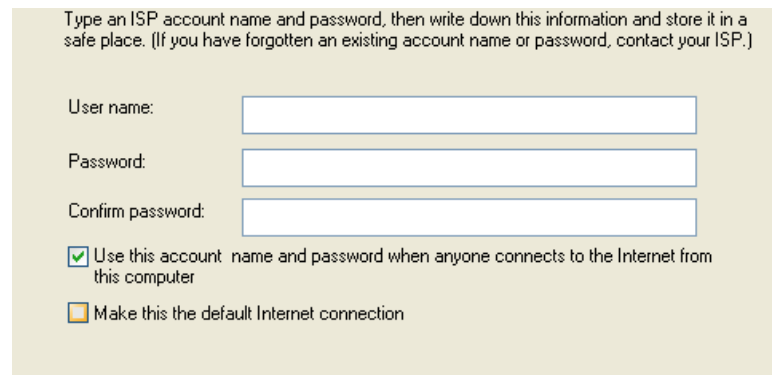 Type an ISP account name and password, then write down this information and store it in a
safe place. (If you have forgotten an existing account name or password, contact your ISP.)
User name:
Password:
Confirm password:
Use this account name and password when anyone connects to the Internet from
this computer
Make this the default Internet connection